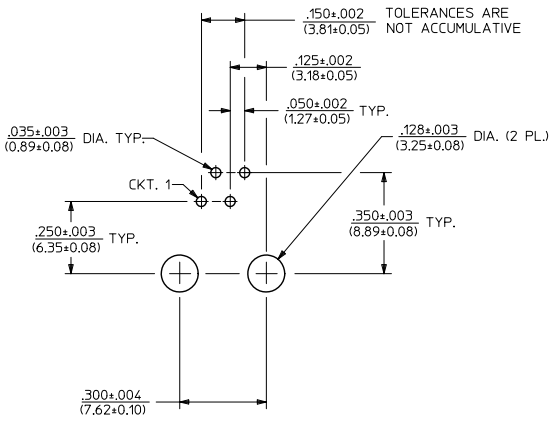 .150±.002 TOLERANCES ARE
(3.81±0.05) NOT ACCUMULATIVE
.125±.002
(3.18±0.05)
.050±.002 TYP.
(1.27±0.05)
.035±.003 DIA. TYP.
(0.89±0.08)
.128±.003 DIA. (2 PL.)
(3.25±0.08)
CKT. 1
.250±.003 TYP.
(6.35±0.08)
.350±.003 TYP.
(8.89±0.08)
.300±.004
(7.62±0.10)